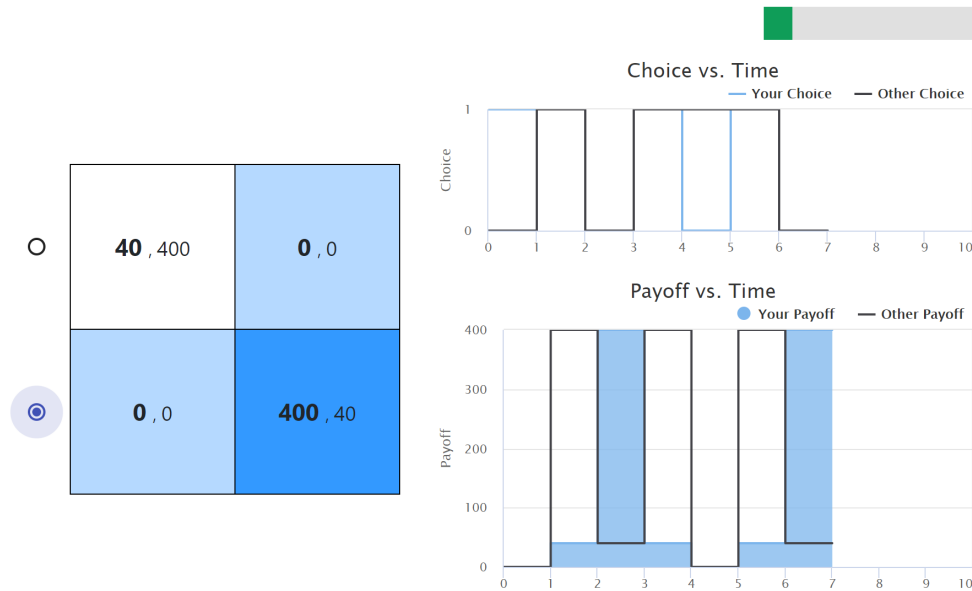 40 , 400
0 , 0
0 , 0
400 , 40
Choice vs. Time
Your Choice
Other Choice
Choice
1
0
0 1 2 3 4 5 6 7 8 9 10
Payoff vs. Time
Your Payoff
Other Payoff
Payoff
400
300
200
100
0
0 1 2 3 4 5 6 7 8 9 10